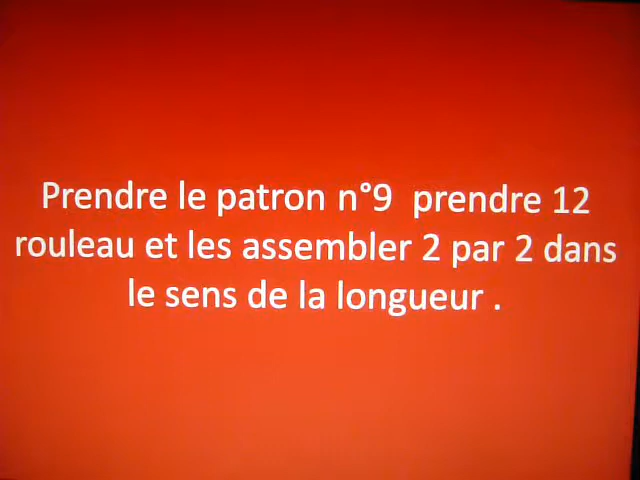 Prendre le patron n°9  prendre 12
rouleau et les assembler 2 par 2 dans
le sens de la longueur .